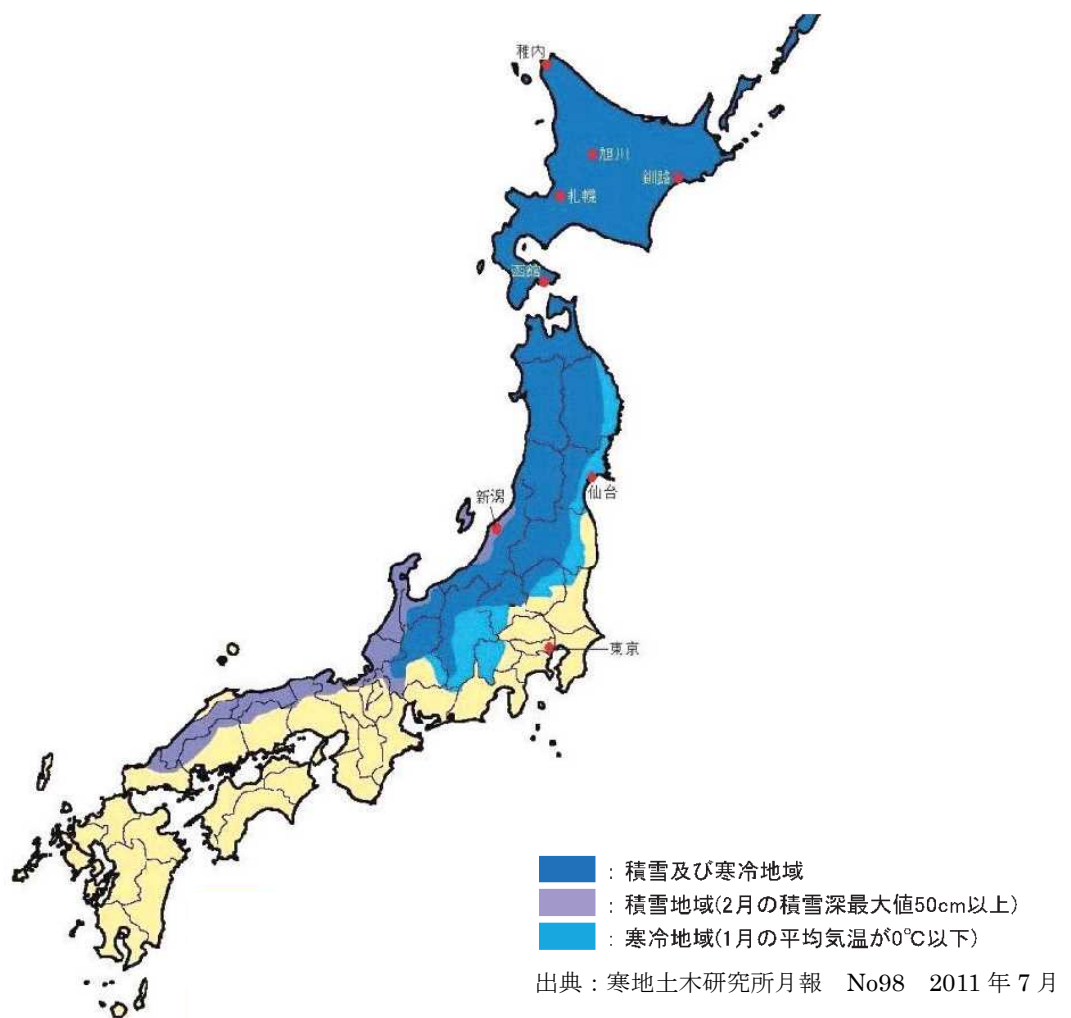 稚内
旭川
釧路
札幌
函館
新潟
仙台
東京
：積雪及び寒冷地域
：積雪地域(2月の積雪深最大値50cm以上)
：寒冷地域(1月の平均気温が0℃以下)
出典：寒地土木研究所月報　No98　2011年7月